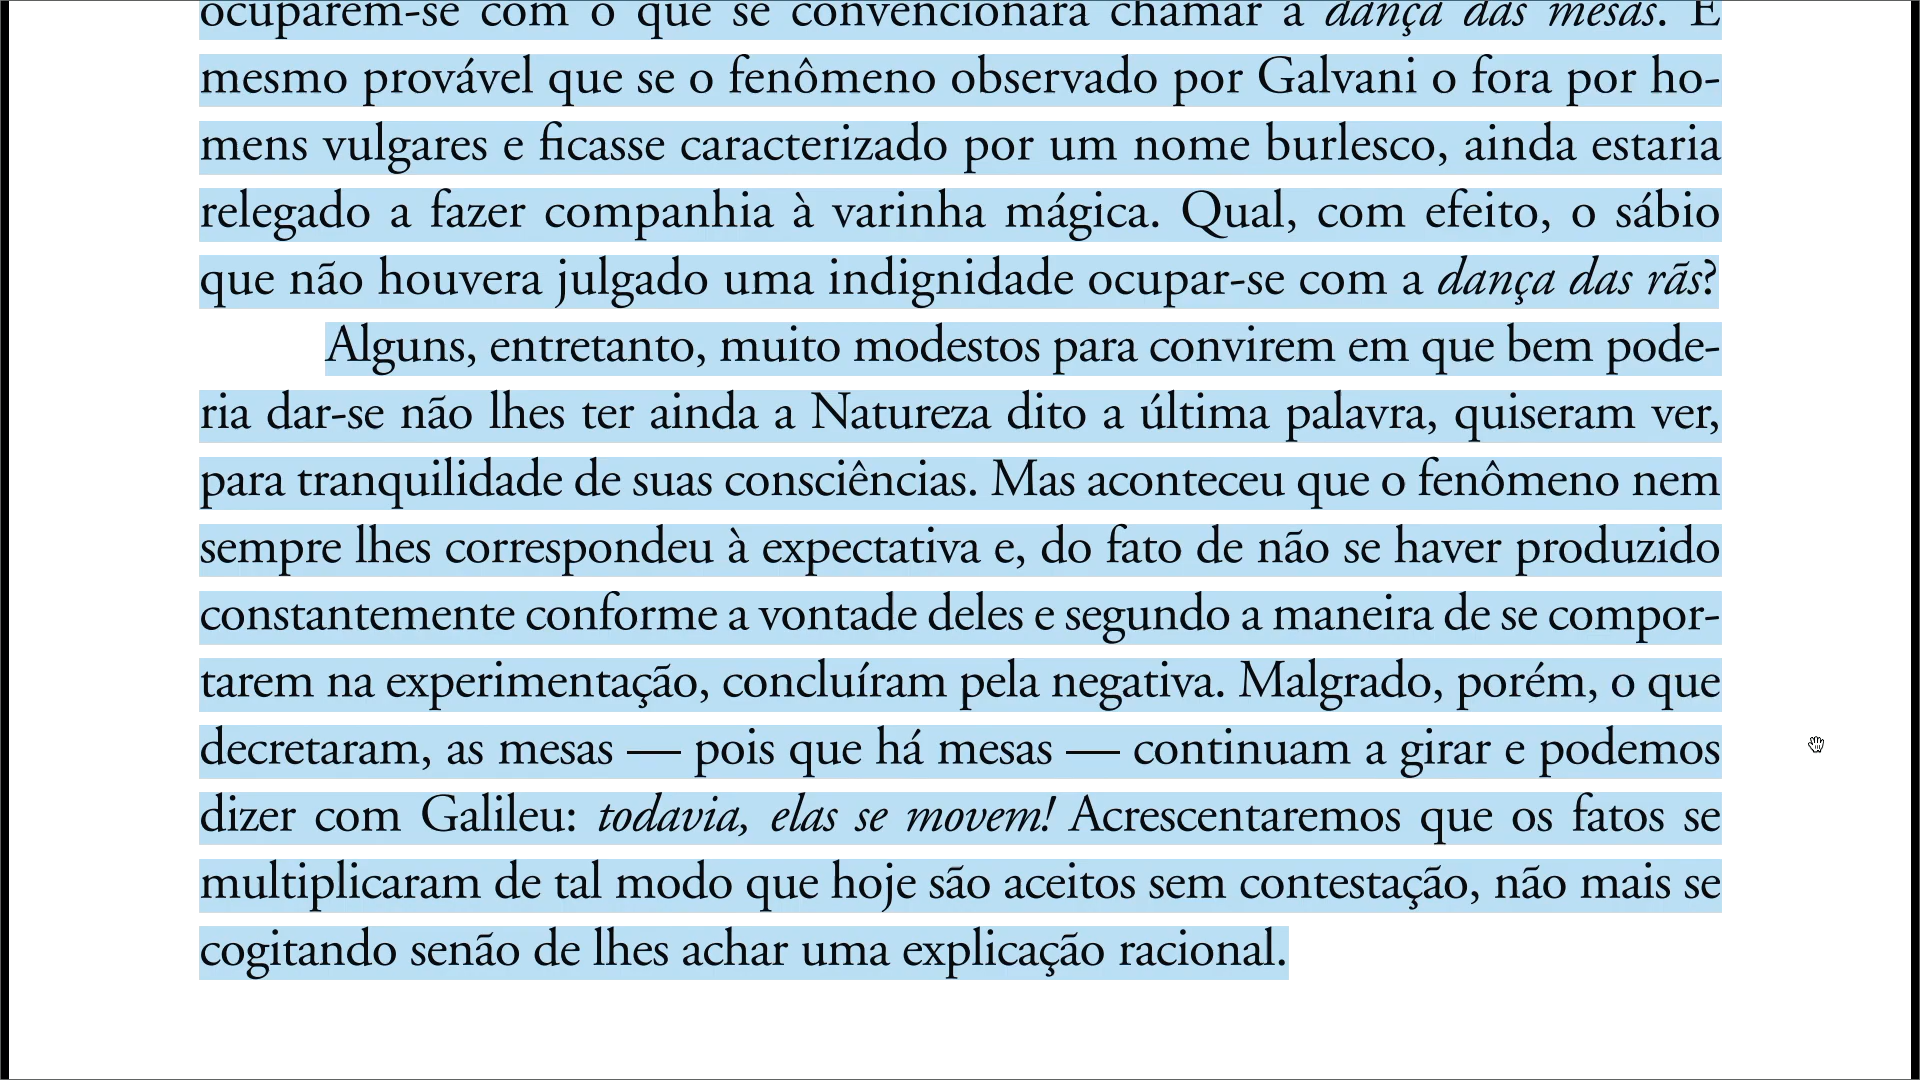 ocuparem-se com o que se convencionara chamar a dança das mesas. É
mesmo provável que se o fenômeno observado por Galvani o fora por ho-
mens vulgares e ficasse caracterizado por um nome burlesco, ainda estaria
relegado a fazer companhia à varinha mágica. Qual, com efeito, o sábio
que não houvera julgado uma indignidade ocupar-se com a dança das rãs?
Alguns, entretanto, muito modestos para convirem em que bem pode-
ria dar-se não lhes ter ainda a Natureza dito a última palavra, quiseram ver,
para tranquilidade de suas consciências. Mas aconteceu que o fenômeno nem
sempre lhes correspondeu à expectativa e, do fato de não se haver produzido
constantemente conforme a vontade deles e segundo a maneira de se compor-
tarem na experimentação, concluíram pela negativa. Malgrado, porém, o que
decretaram, as mesas — pois que há mesas — continuam a girar e podemos
dizer com Galileu: todavia, elas se movem! Acrescentaremos que os fatos se
multiplicaram de tal modo que hoje são aceitos sem contestação, não mais se
cogitando senão de lhes achar uma explicação racional.